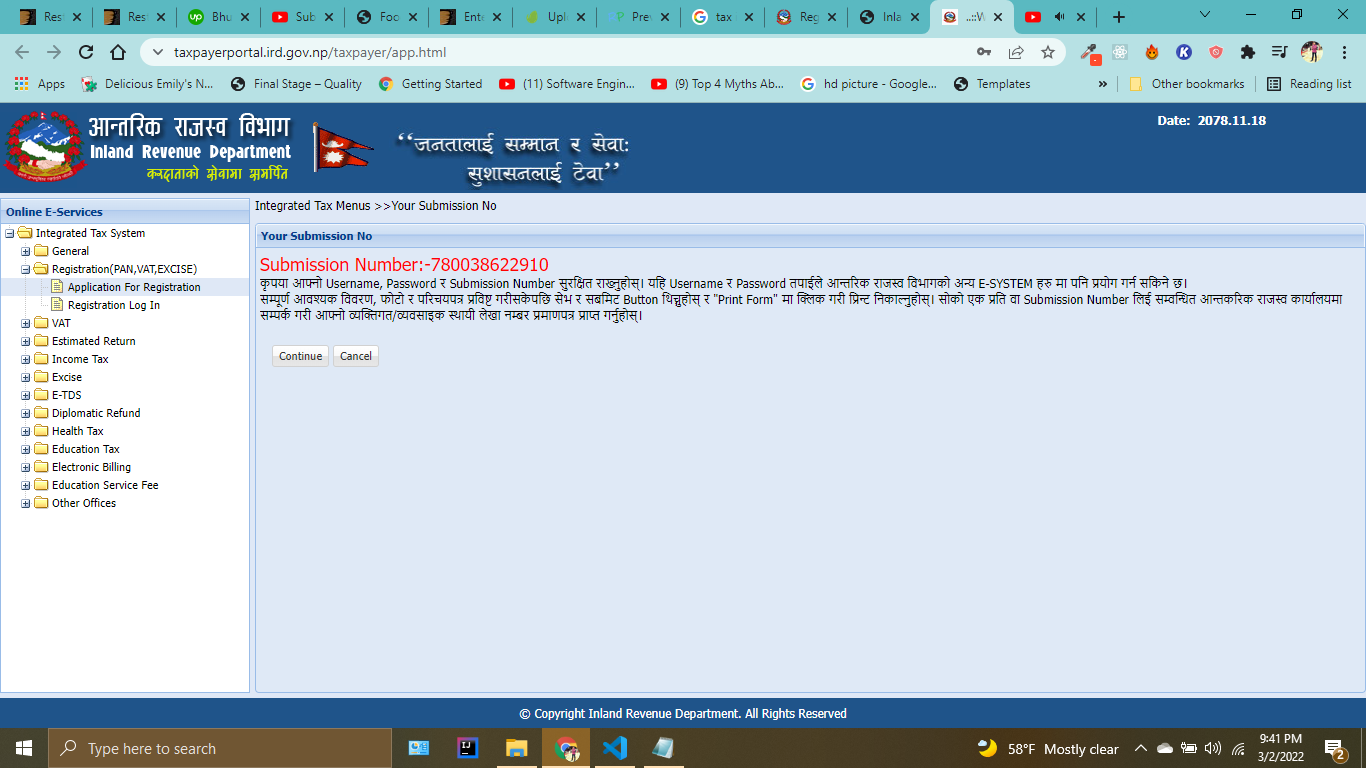 Rest
Rest
Bhu
Sub
Foo
Ente
Uplo
Prev
tax
Reg
Inla
..::W
taxpayerportal.ird.gov.np/taxpayer/app.html
Apps
Delicious Emily's N...
Final Stage – Quality
Getting Started
(11) Software Engin...
(9) Top 4 Myths Ab...
hd picture - Google...
Templates
»
Other bookmarks
Reading list
आन्तरिक राजस्व विभाग
Inland Revenue Department
करदाताको सेवामा समर्पित
“जनतालाई सम्मान र सेवा:
सुशासनलाई टेवा”
Date: 2078.11.18
Online E-Services
Integrated Tax System
General
Registration(PAN,VAT,EXCISE)
Application For Registration
Registration Log In
VAT
Estimated Return
Income Tax
Excise
E-TDS
Diplomatic Refund
Health Tax
Education Tax
Electronic Billing
Education Service Fee
Other Offices
Integrated Tax Menus >>Your Submission No
Your Submission No
Submission Number:-780038622910
कृपया आफ्नो Username, Password र Submission Number सुरक्षित राख्नुहोस्। यहि Username र Password तपाईले आन्तरिक राजस्व विभागको अन्य E-SYSTEM हरु मा पनि प्रयोग गर्न सकिने छ।
सम्पूर्ण आवश्यक विवरण, फोटो र परिचयपत्र प्रविष्ट गरीसकेपछि सेभ र सबमिट Button थिच्नुहोस् र "Print Form" मा क्लिक गरी प्रिन्ट निकाल्नुहोस्। सोको एक प्रति वा Submission Number लिई सम्वन्धित आन्तकरिक राजस्व कार्यालयमा
सम्पर्क गरी आफ्नो व्यक्तिगत/व्यवसाइक स्थायी लेखा नम्बर प्रमाणपत्र प्राप्त गर्नुहोस्।
Continue
Cancel
© Copyright Inland Revenue Department. All Rights Reserved
Type here to search
58°F Mostly clear
9:41 PM
3/2/2022
2